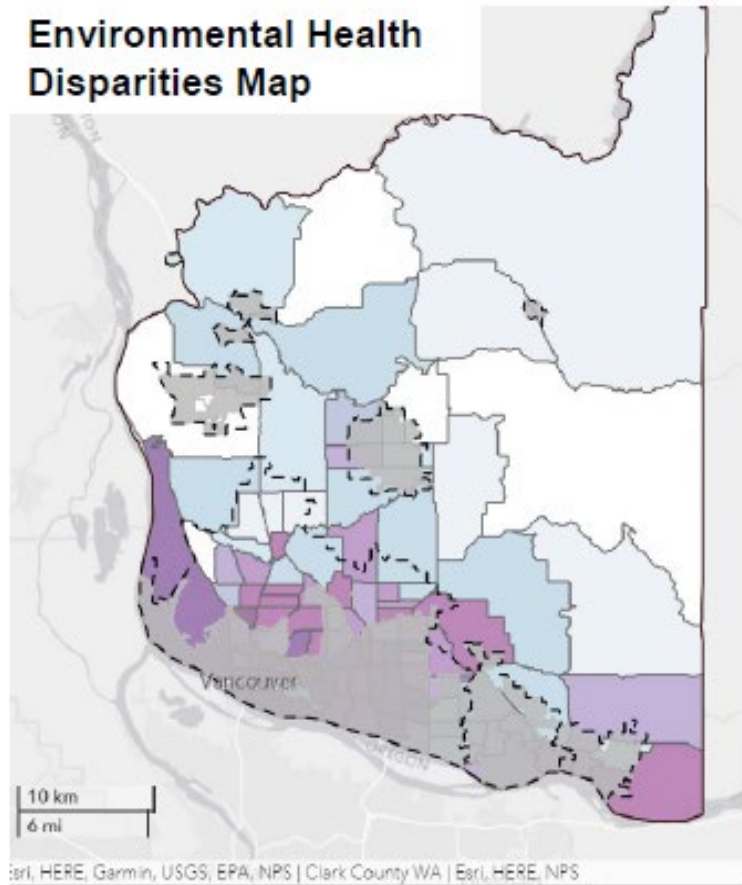 Environmental Health
Disparities Map
Vancouver
OREGON
10 km
6 mi
Esri, HERE, Garmin, USGS, EPA, NPS | Clark County WA | Esri, HERE, NPS